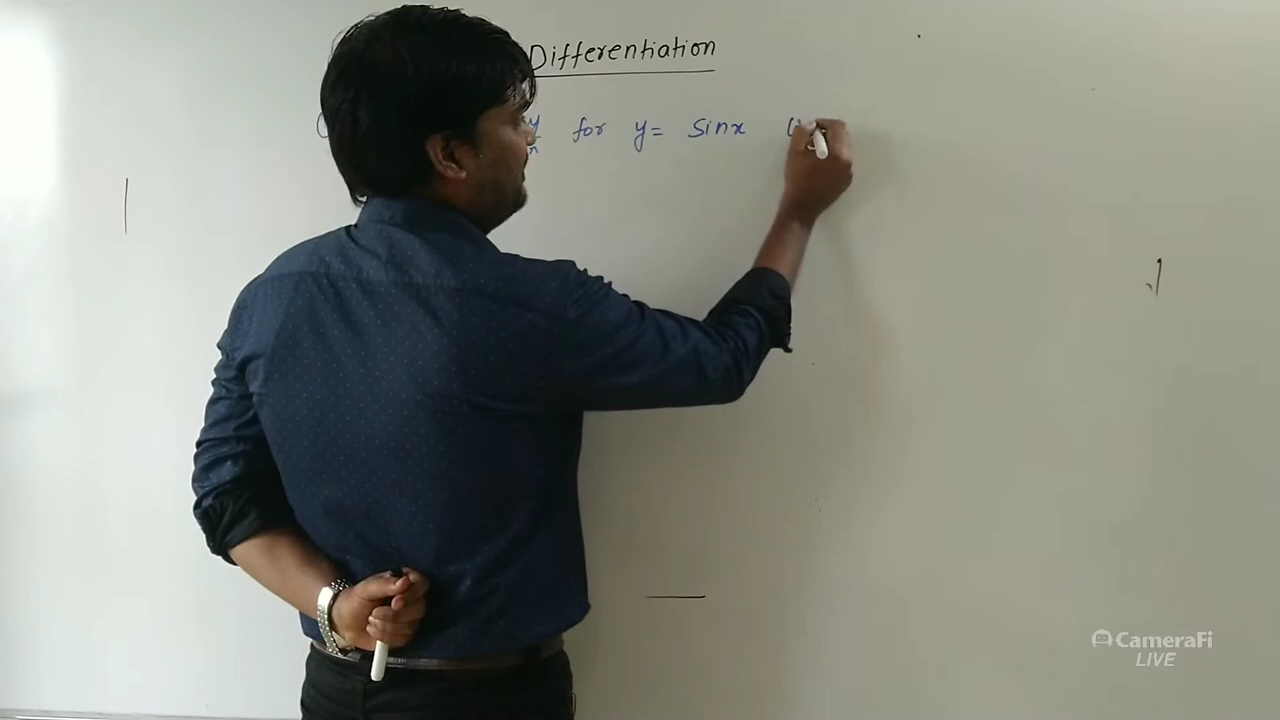 Differentiation
for y = sinx
CameraFi
LIVE